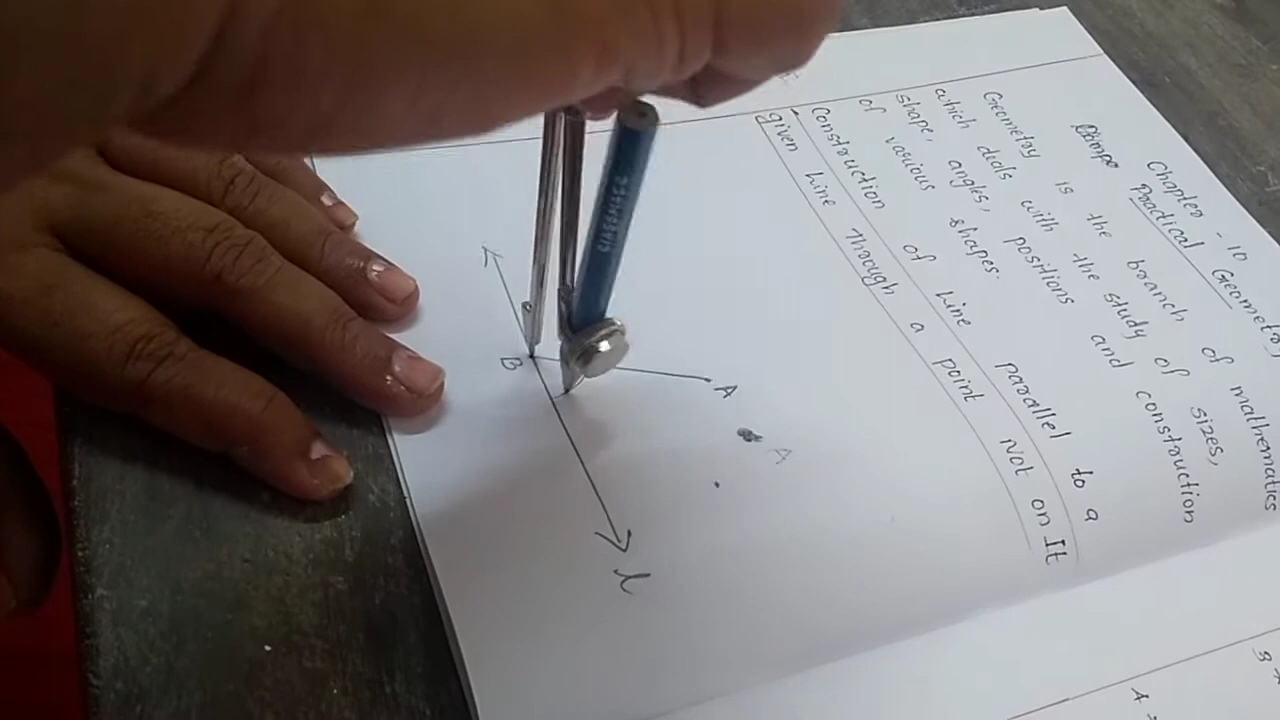 Chapter - 10
Practical Geometry
Geometry is the branch of mathematics
which deals with the study of sizes,
shape, angles, positions and construction
of various shapes.
Construction of Line parallel to a
given Line through a point Not on It
B
A
A
l